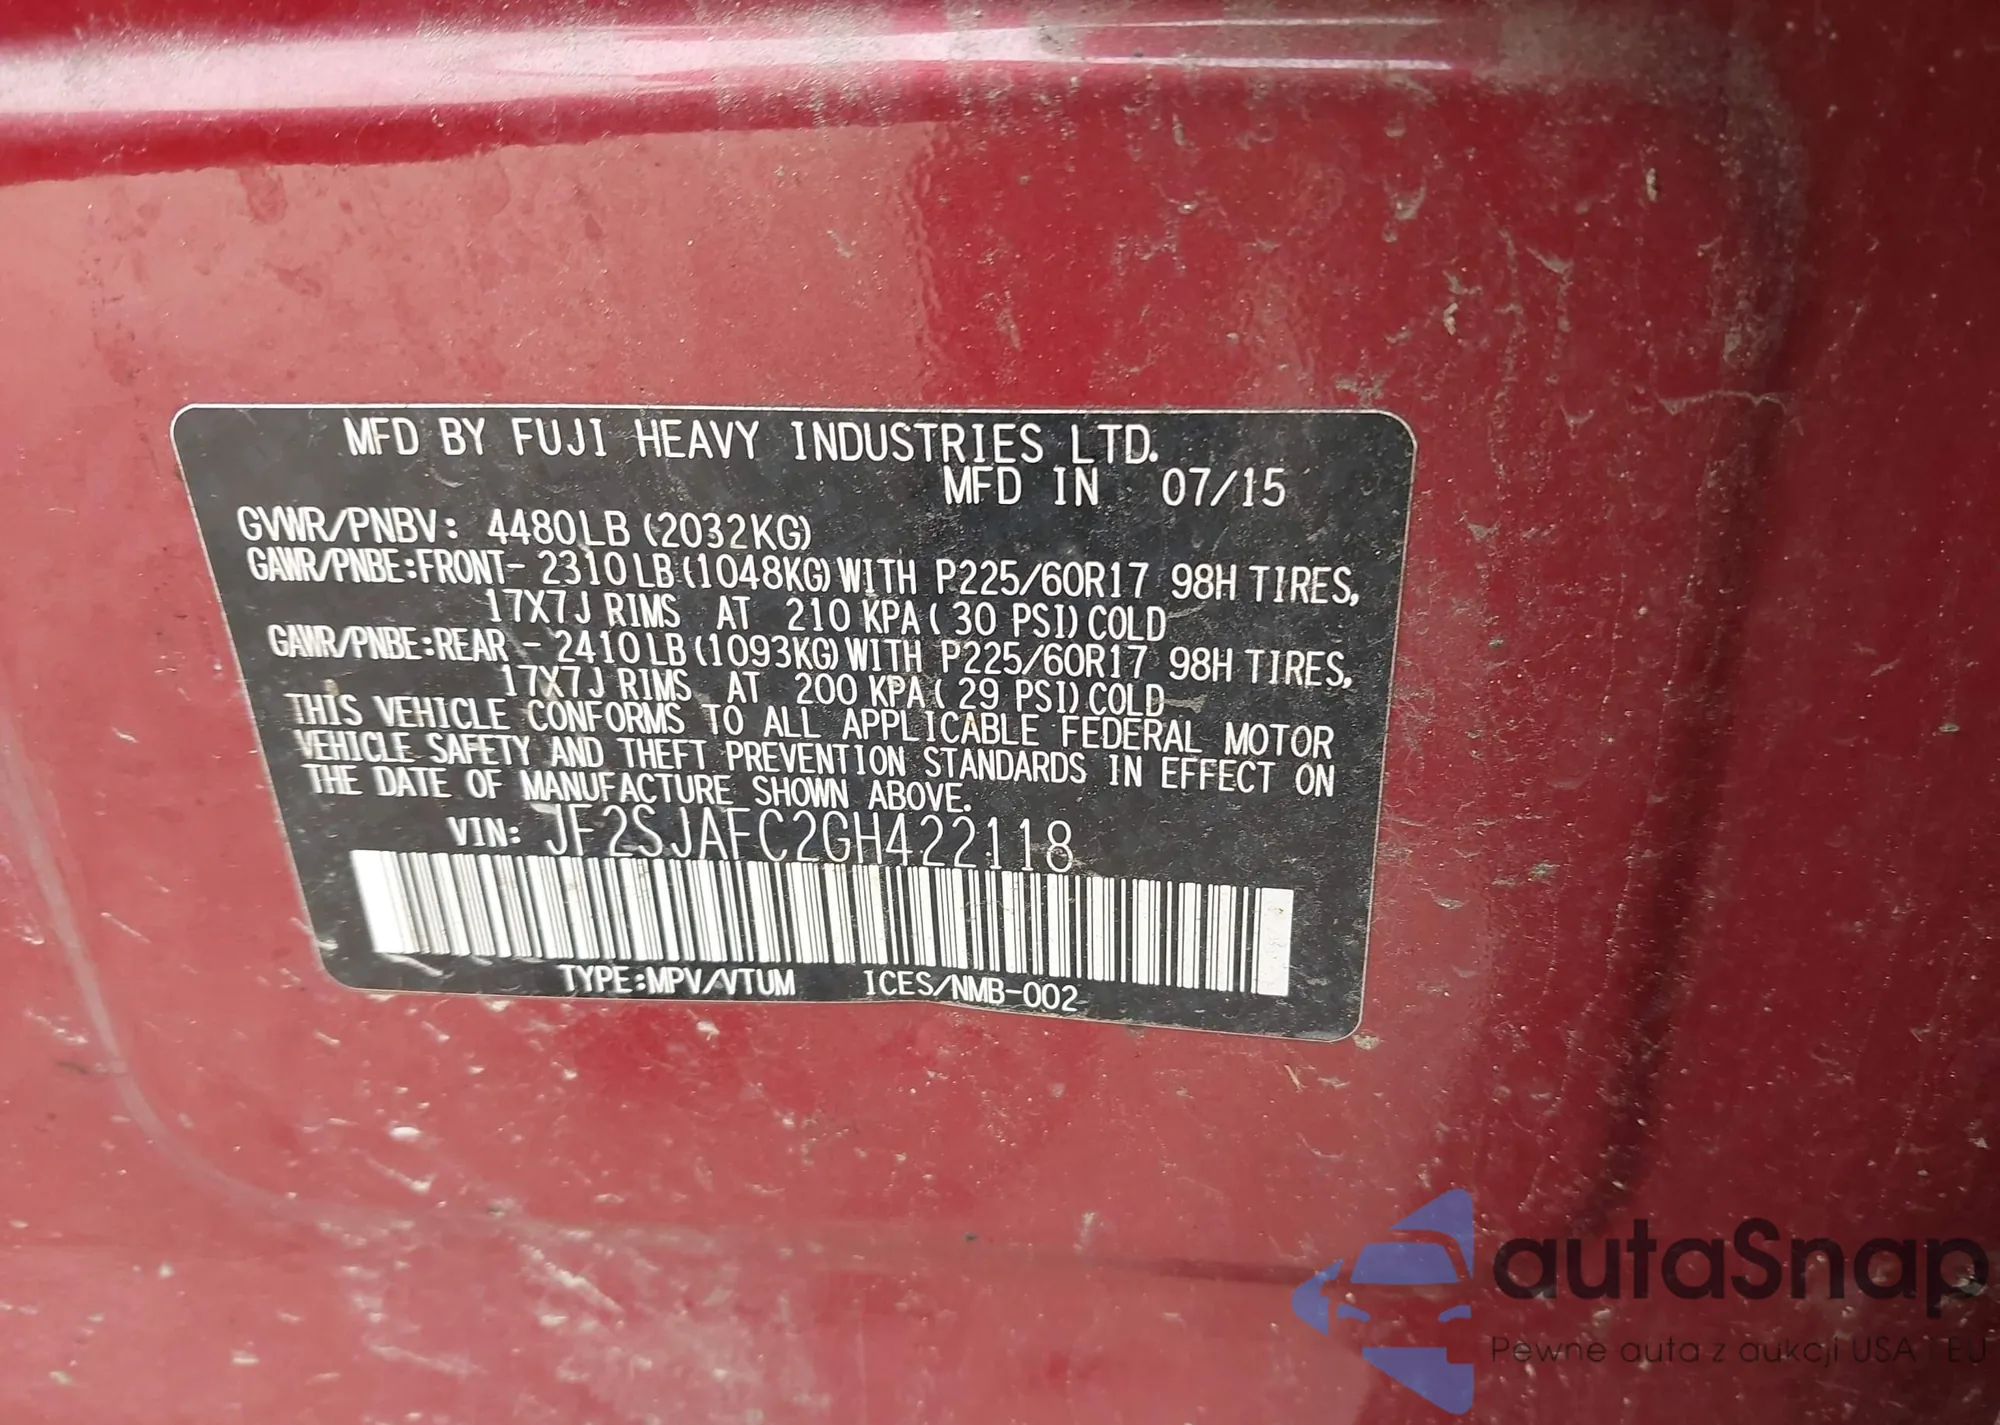 MFD BY FUJI HEAVY INDUSTRIES LTD.
MFD IN 07/15
GVWR/PNBV: 4480LB(2032KG)
GAWR/PNBE:FRONT- 2310LB(1048KG)WITH P225/60R17 98H TIRES,
17X7J RIMS AT 210 KPA( 30 PSI)COLD
GAWR/PNBE:REAR - 2410LB(1093KG)WITH P225/60R17 98H TIRES,
17X7J RIMS AT 200 KPA( 29 PSI)COLD
THIS VEHICLE CONFORMS TO ALL APPLICABLE FEDERAL MOTOR
VEHICLE SAFETY AND THEFT PREVENTION STANDARDS IN EFFECT ON
THE DATE OF MANUFACTURE SHOWN ABOVE.
VIN: JF2SJAFC2GH422118
TYPE:MPV/VTUM ICES/NMB-002
autaSnap
Pewne auta z aukcji USA i EU